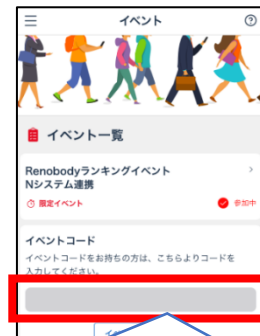 イベント
イベント一覧
Renobodyランキングイベント
Nシステム連携
限定イベント
参加中
イベントコード
イベントコードをお持ちの方は、こちらよりコードを
入力してください。